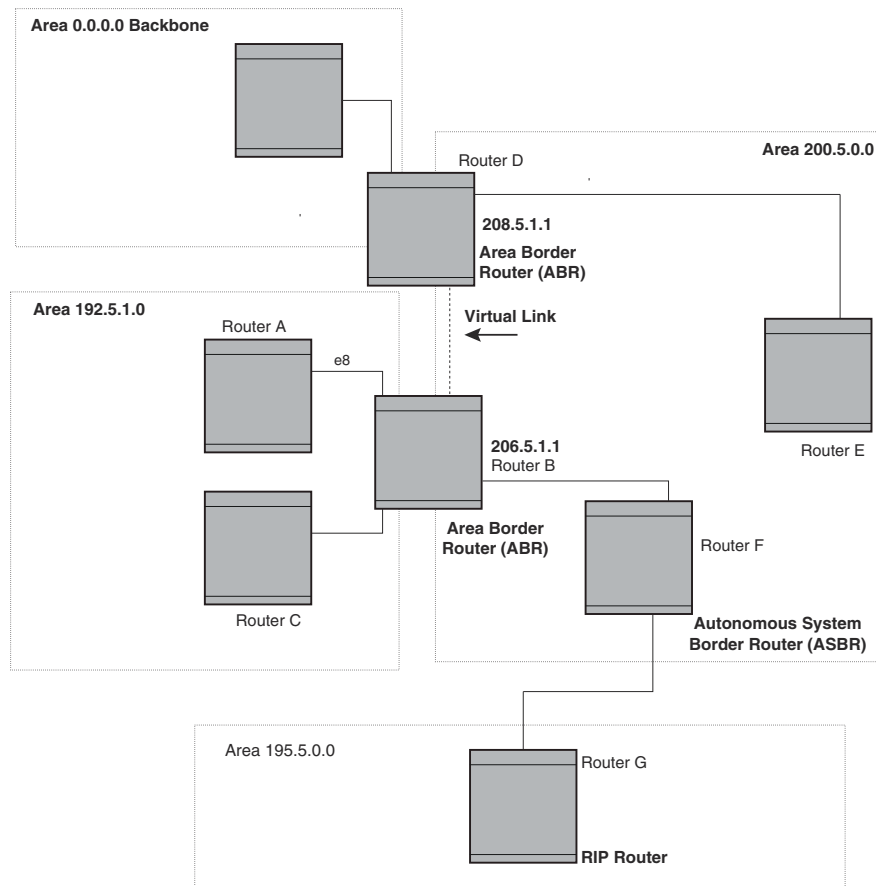 Area 0.0.0.0 Backbone
Router D
Area 200.5.0.0
208.5.1.1
Area Border
Router (ABR)
Area 192.5.1.0
Router A
e8
Virtual Link
206.5.1.1
Router B
Router E
Area Border
Router (ABR)
Router F
Router C
Autonomous System
Border Router (ASBR)
Area 195.5.0.0
Router G
RIP Router